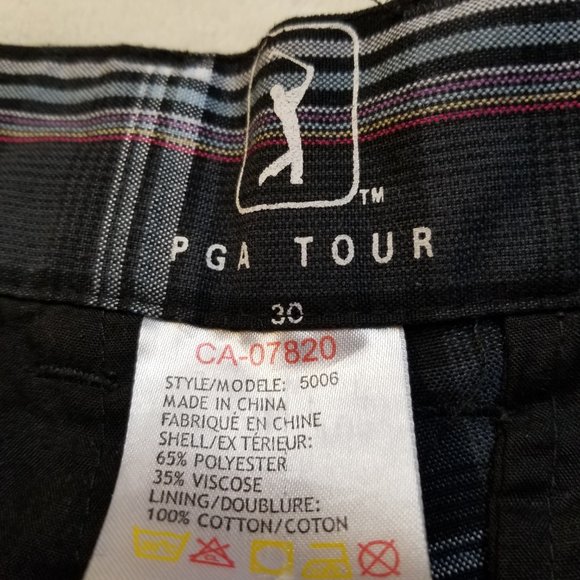 TM
PGA TOUR
30
CA-07820
STYLE/MODELE: 5006
MADE IN CHINA
FABRIQUÉ EN CHINE
SHELL/EXTÉRIEUR:
65% POLYESTER
35% VISCOSE
LINING/DOUBLURE:
100% COTTON/COTON